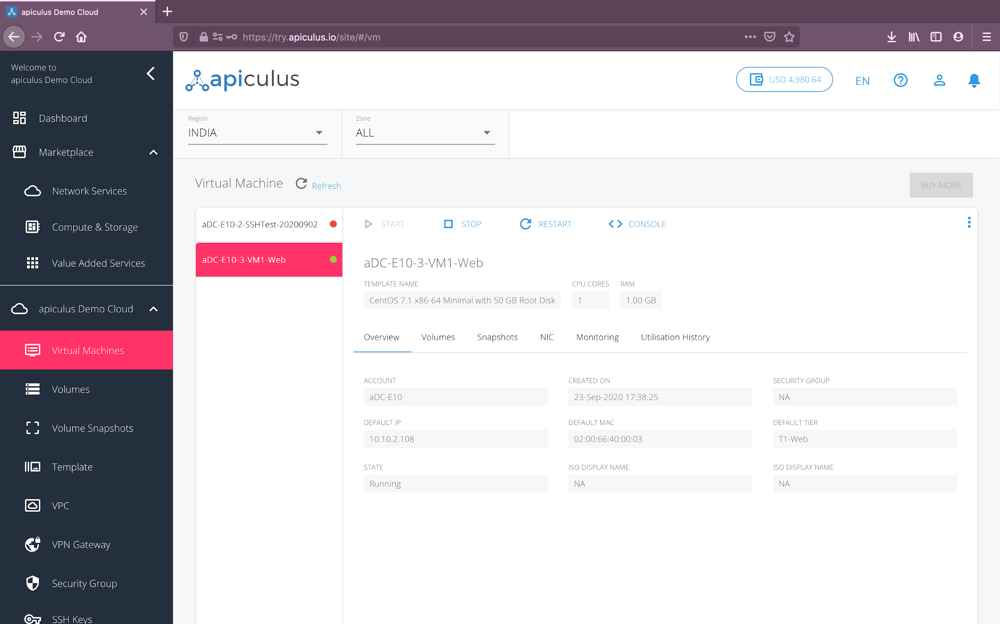 apiculus Demo Cloud
https://try.apiculus.io/site/#/vm
Welcome to
apiculus Demo Cloud
Dashboard
Marketplace
Network Services
Compute & Storage
Value Added Services
apiculus Demo Cloud
Virtual Machines
Volumes
Volume Snapshots
Template
VPC
VPN Gateway
Security Group
SSH Keys
apiculus
USD 4,980.64
EN
Region
INDIA
Zone
ALL
Virtual Machine
Refresh
BUY MORE
aDC-E10-2-SSHTest-20200902
aDC-E10-3-VM1-Web
START
STOP
RESTART
CONSOLE
aDC-E10-3-VM1-Web
TEMPLATE NAME
CPU CORES
RAM
CentOS 7.1 x86-64 Minimal with 50 GB Root Disk
1
1.00 GB
Overview
Volumes
Snapshots
NIC
Monitoring
Utilisation History
ACCOUNT
CREATED ON
SECURITY GROUP
aDC-E10
23-Sep-2020 17:38:25
NA
DEFAULT IP
DEFAULT MAC
DEFAULT TIER
10.10.2.108
02:00:66:40:00:03
T1-Web
STATE
ISO DISPLAY NAME
ISO DISPLAY NAME
Running
NA
NA